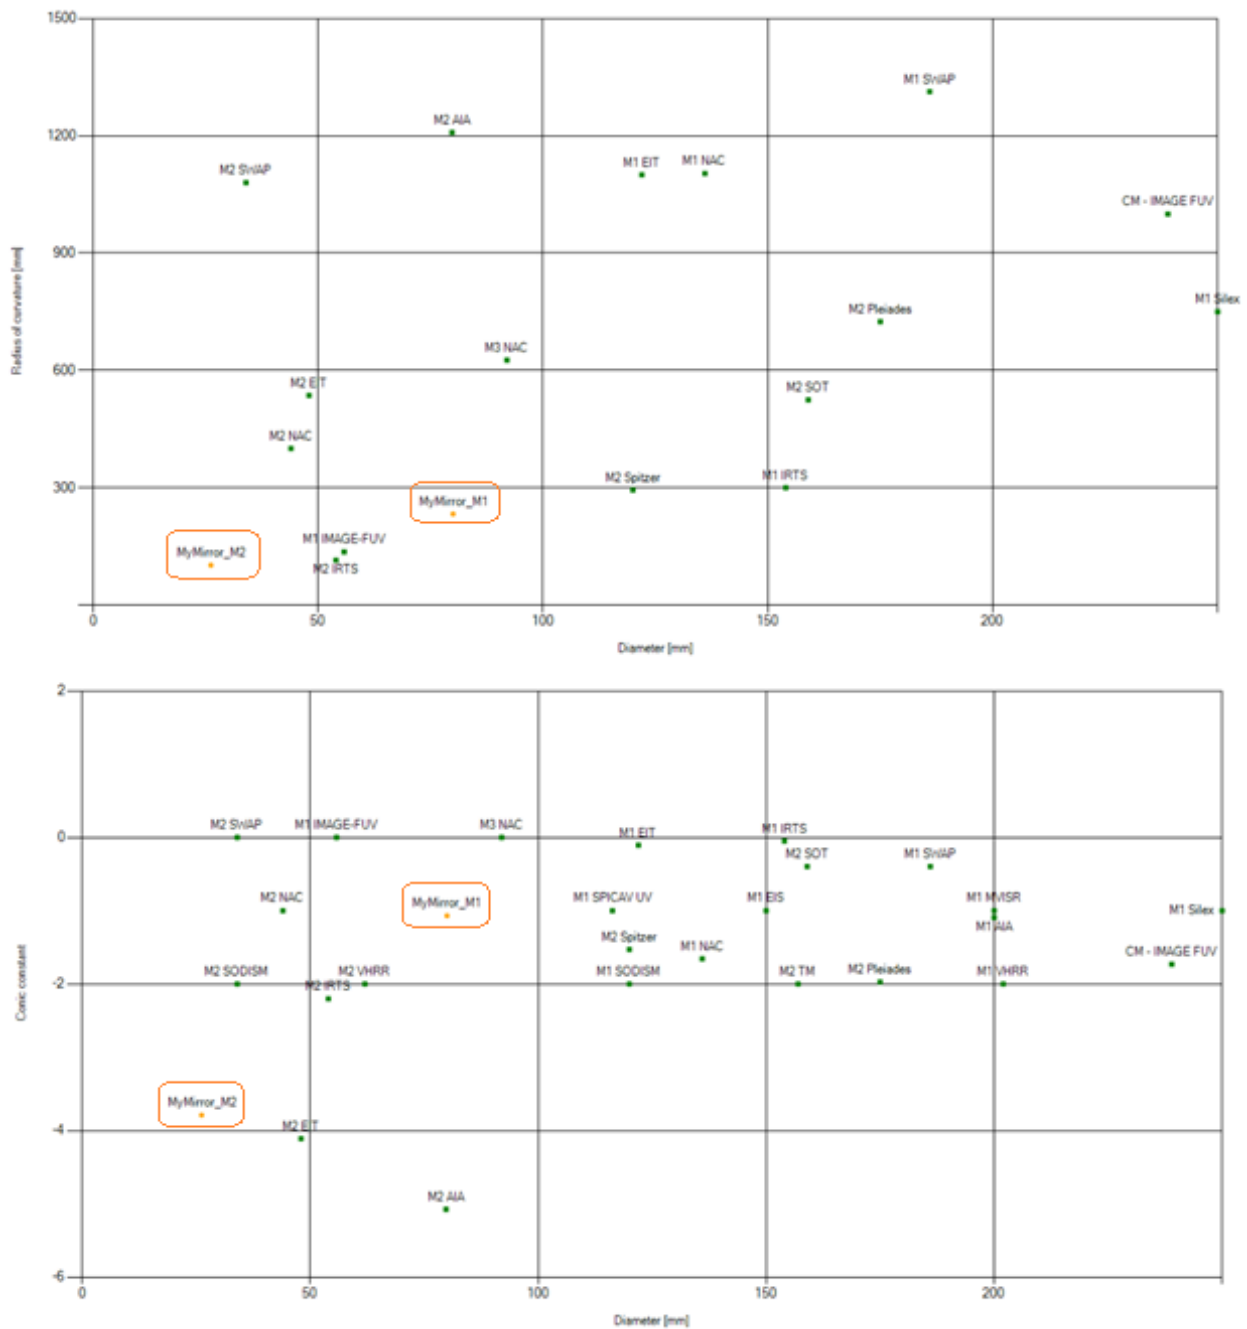 1500
M1 SWAP
M2 AIA
1200
M2 SWAP
M1 EIT
M1 NAC
CM - IMAGE FUV
900
Radius of curvature [mm]
M2 Pleiades
M1 Silex
M3 NAC
600
M2 EIT
M2 SOT
M2 NAC
M2 Spitzer
M1 IRTS
300
MyMirror_M1
MyMirror_M2
M1 IMAGE-FUV
M2 IRTS
0
50
100
150
200
Diameter [mm]
2
M2 SWAP
M1 IMAGE-FUV
M3 NAC
M1 EIT
M1 IRTS
0
M2 SOT
M1 SWAP
M2 NAC
MyMirror_M1
M1 SPICAV UV
M1 EIS
M1 MVISR
M1 AIA
M1 Silex
M2 Spitzer
M1 NAC
CM - IMAGE FUV
Conic constant
M2 SODISM
M2 VHRR
M2 IRTS
M1 SODISM
M2 TM
M2 Pleiades
M1 VHRR
-2
MyMirror_M2
M2 EIT
-4
M2 AIA
-6
0
50
100
150
200
Diameter [mm]